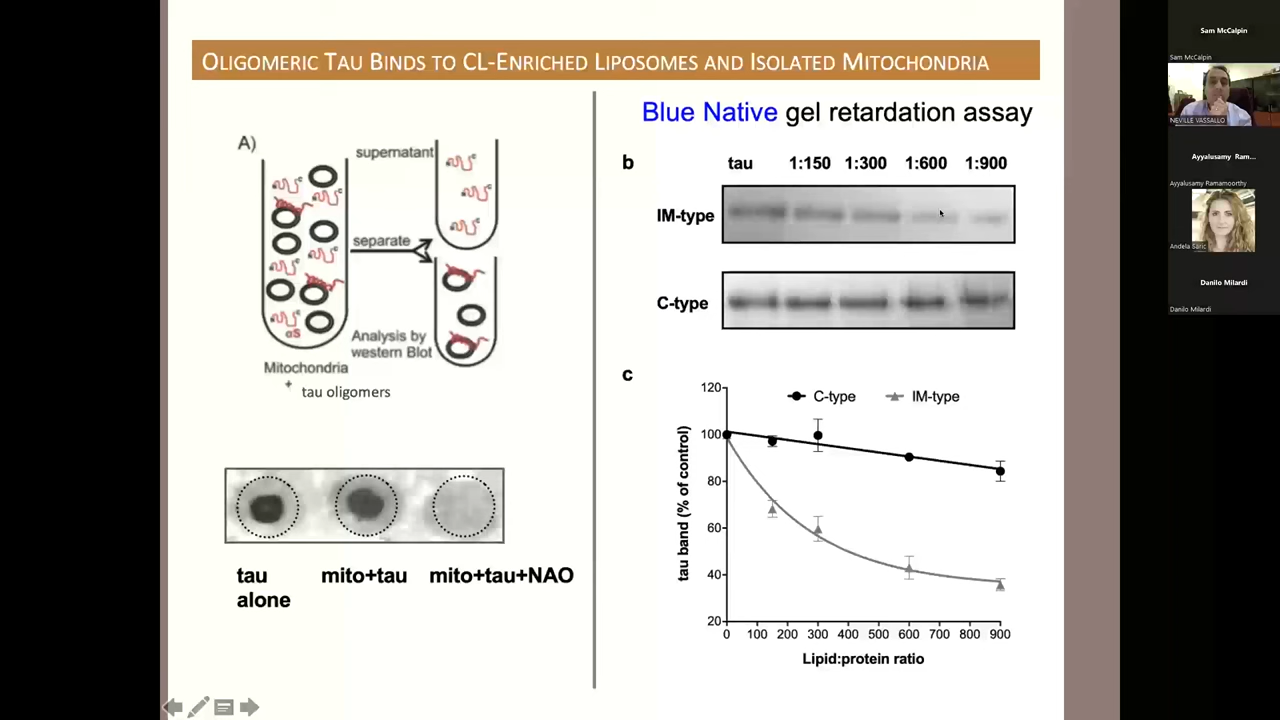 OLIGOMERIC TAU BINDS TO CL-ENRICHED LIPOSOMES AND ISOLATED MITOCHONDRIA
A)
supernatant
separate
αS
Analysis by
western Blot
Mitochondria
+
tau oligomers
tau
alone
mito+tau
mito+tau+NAO
Blue Native gel retardation assay
b
tau 1:150 1:300 1:600 1:900
IM-type
C-type
c
C-type
IM-type
tau band (% of control)
120
100
80
60
40
20
0 100 200 300 400 500 600 700 800 900
Lipid:protein ratio
Sam McCalpin
Sam McCalpin
NEVILLE VASSALLO
Ayyalusamy Ram...
Ayyalusamy Ramamoorthy
Andela Saric
Danilo Milardi
Danilo Milardi